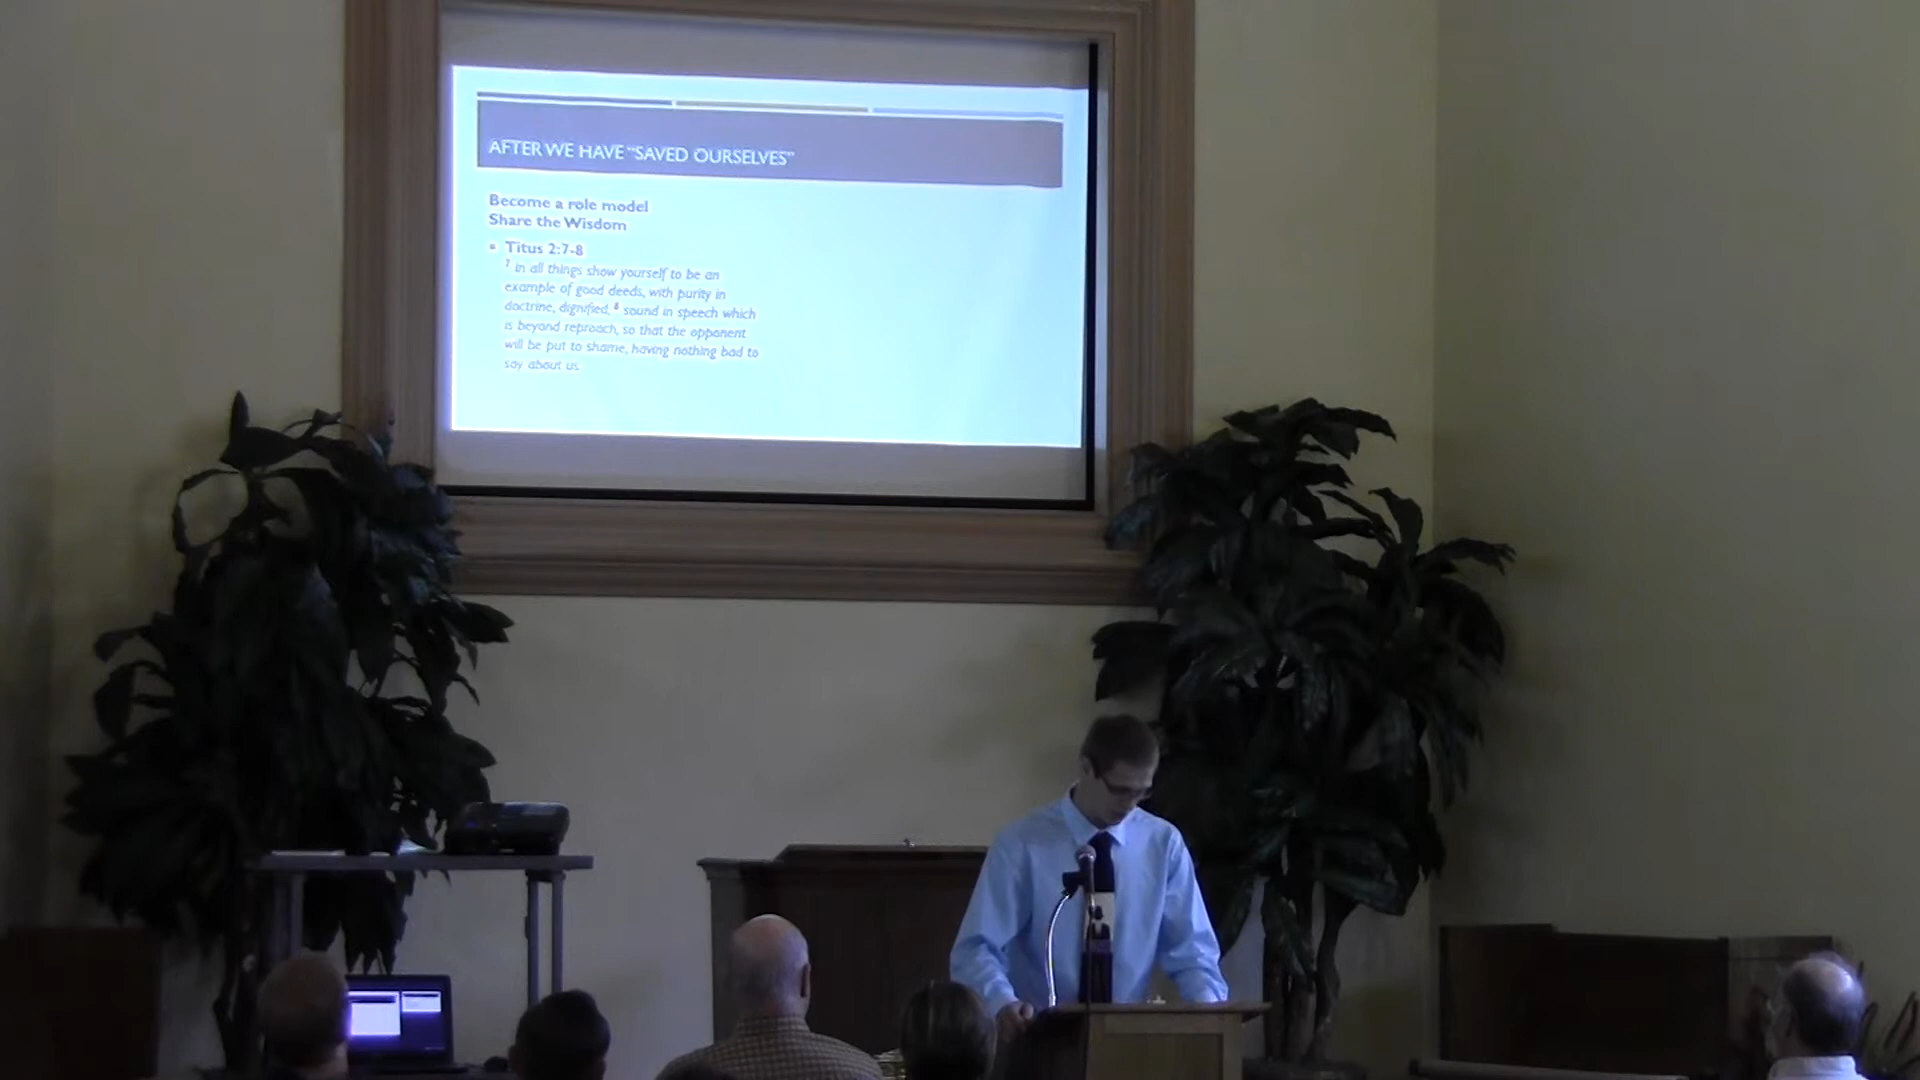 AFTER WE HAVE "SAVED OURSELVES"
Become a role model
Share the Wisdom
▪ Titus 2:7-8
7 in all things show yourself to be an
example of good deeds, with purity in
doctrine, dignified, 8 sound in speech which
is beyond reproach, so that the opponent
will be put to shame, having nothing bad to
say about us.